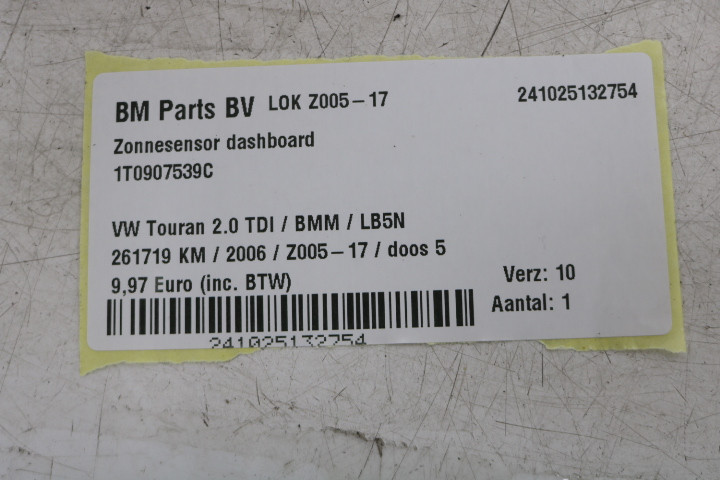 BM Parts BV LOK Z005-17 241025132754
Zonnesensor dashboard
1T0907539C
VW Touran 2.0 TDI / BMM / LB5N
261719 KM / 2006 / Z005-17 / doos 5
9,97 Euro (inc. BTW)
Verz: 10
Aantal: 1
241025132754